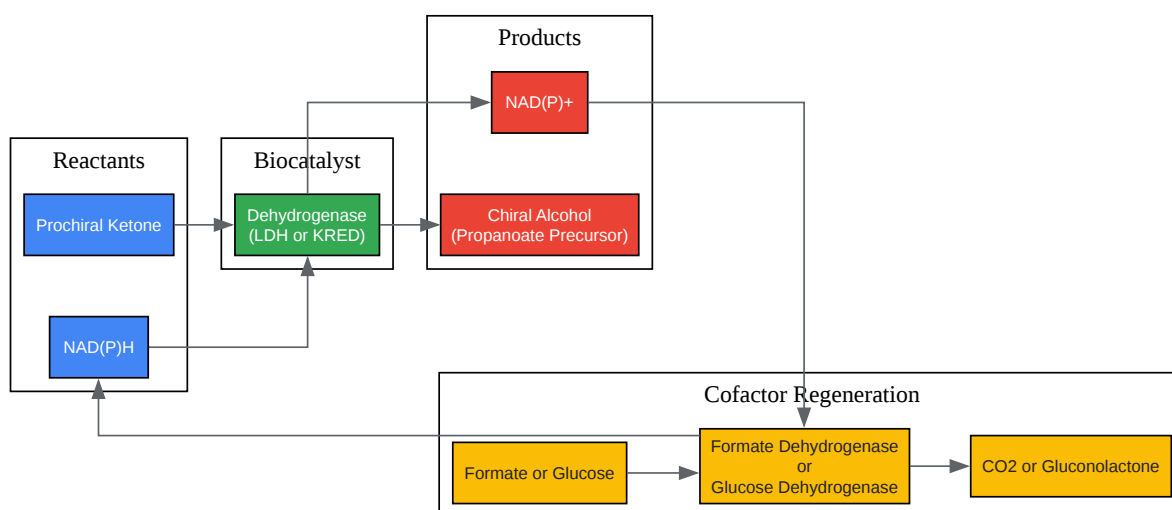 Products
NAD(P)+
Reactants
Biocatalyst
Prochiral Ketone
Dehydrogenase
(LDH or KRED)
Chiral Alcohol
(Propanoate Precursor)
NAD(P)H
Cofactor Regeneration
Formate or Glucose
Formate Dehydrogenase
or
Glucose Dehydrogenase
CO2 or Gluconolactone